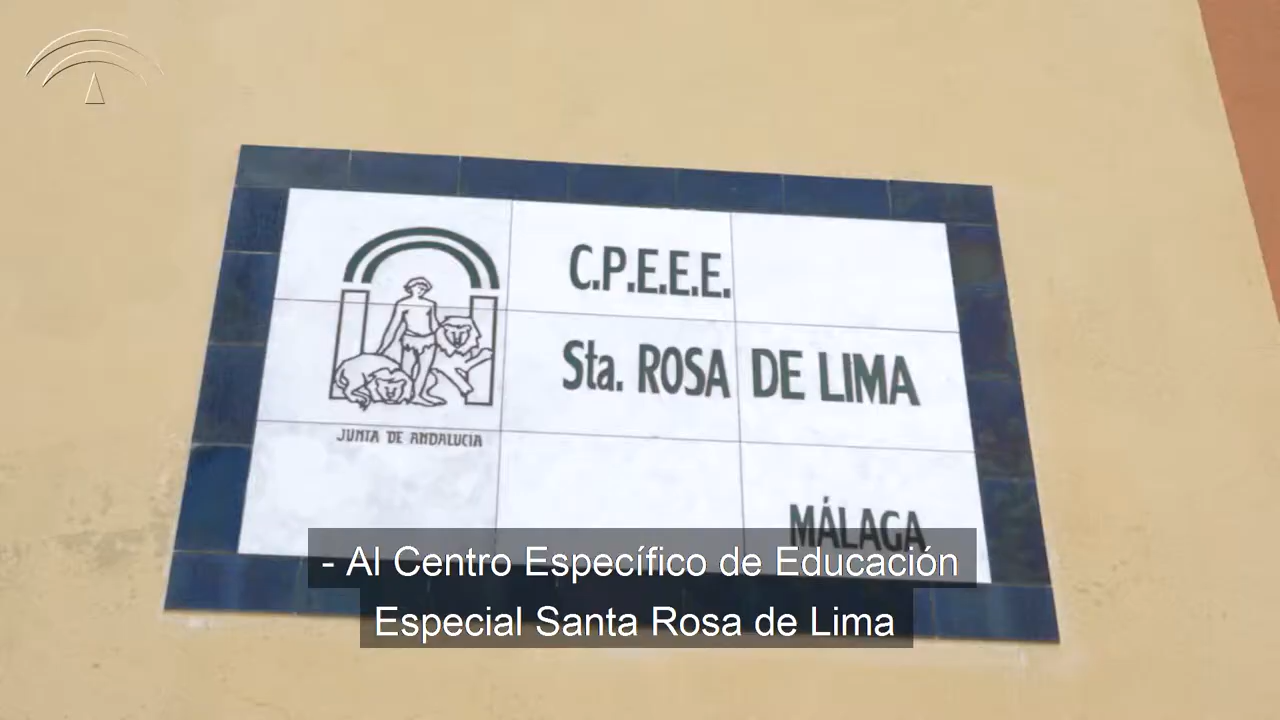 C.P.E.E.E.
Sta. ROSA DE LIMA
JUNTA DE ANDALUCIA
MÁLAGA
- Al Centro Específico de Educación
Especial Santa Rosa de Lima